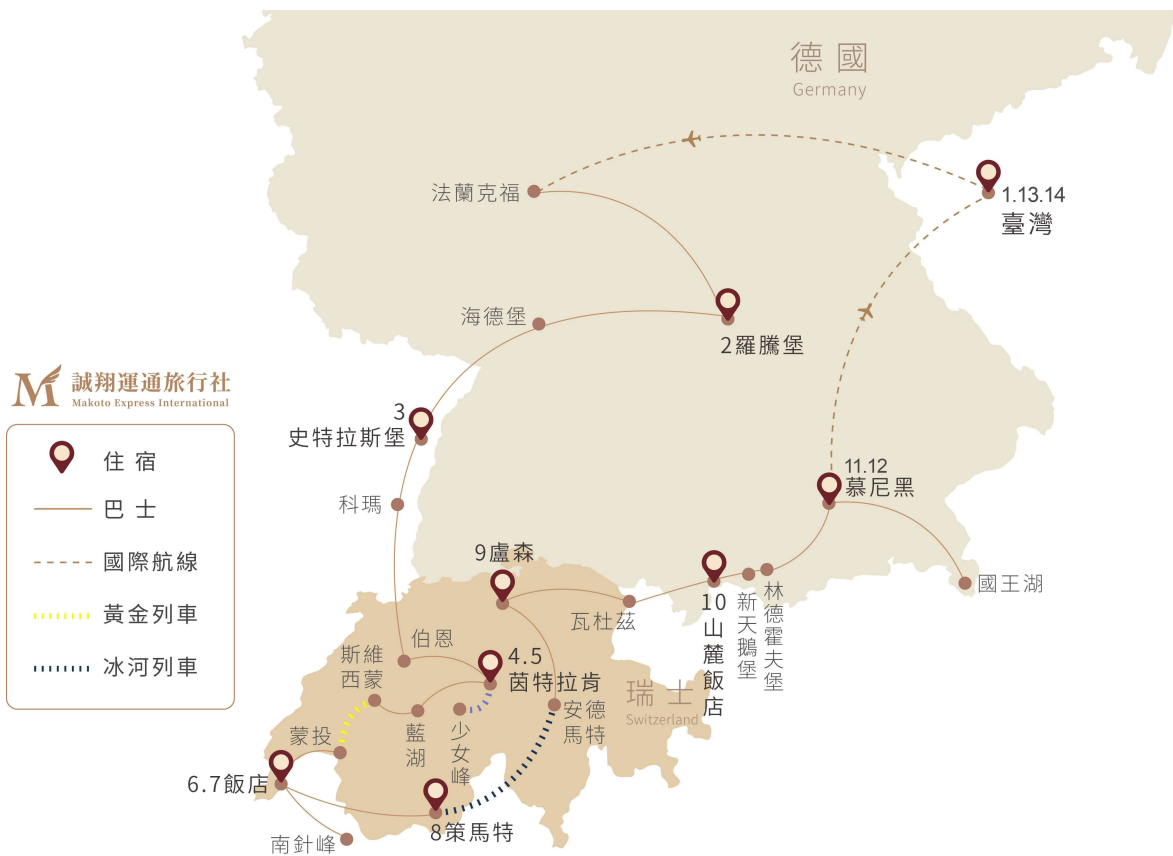 德國
Germany
法蘭克福
1.13.14
臺灣
海德堡
2羅騰堡
誠翔運通旅行社
Makoto Express International
住宿
巴士
國際航線
黃金列車
冰河列車
3
史特拉斯堡
科瑪
11.12
慕尼黑
國王湖
9盧森
瓦杜茲
10
山麓飯店
新天鵝堡
林德霍夫堡
伯恩
4.5
茵特拉肯
斯維
西蒙
瑞士
Switzerland
安德
馬特
藍湖
少女峰
蒙投
6.7飯店
8策馬特
南針峰